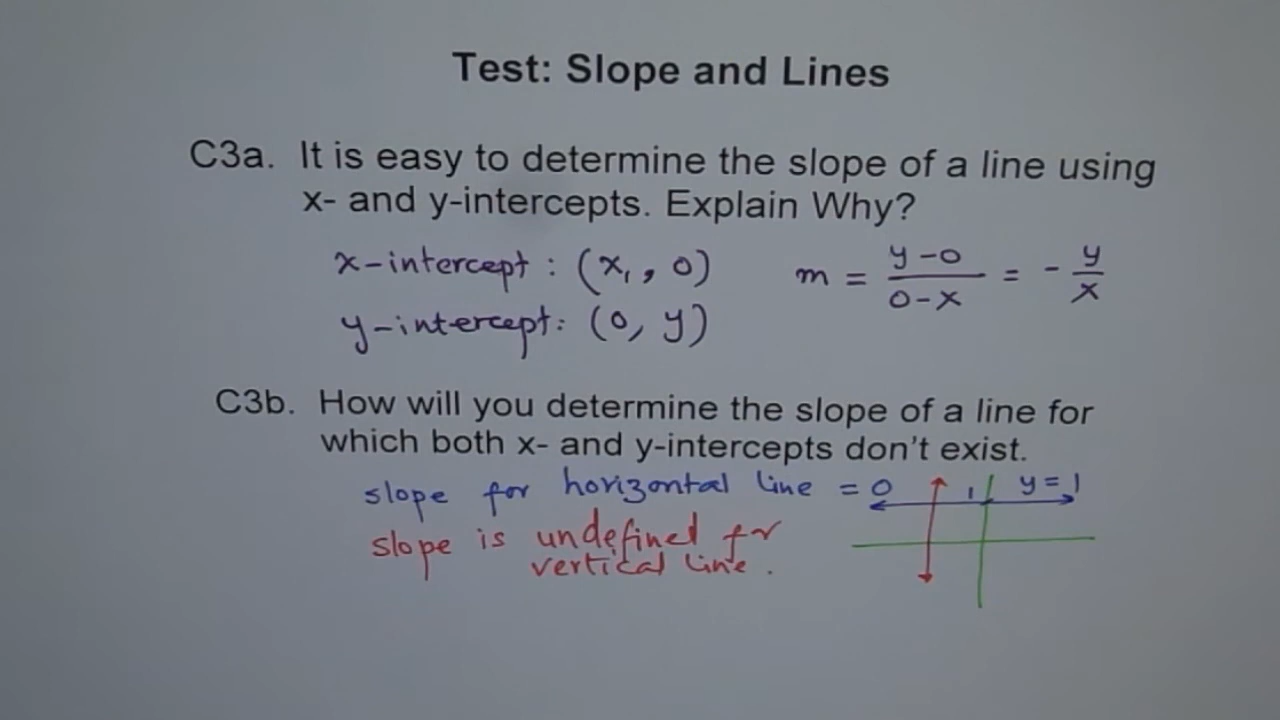 Test: Slope and Lines
C3a. It is easy to determine the slope of a line using
x- and y-intercepts. Explain Why?
x-intercept : (x₁, 0) m = y-0 / 0-x = - y/x
y-intercept: (0, y)
C3b. How will you determine the slope of a line for
which both x- and y-intercepts don't exist.
slope for horizontal line = 0 1 y=1
slope is undefined for
vertical line.